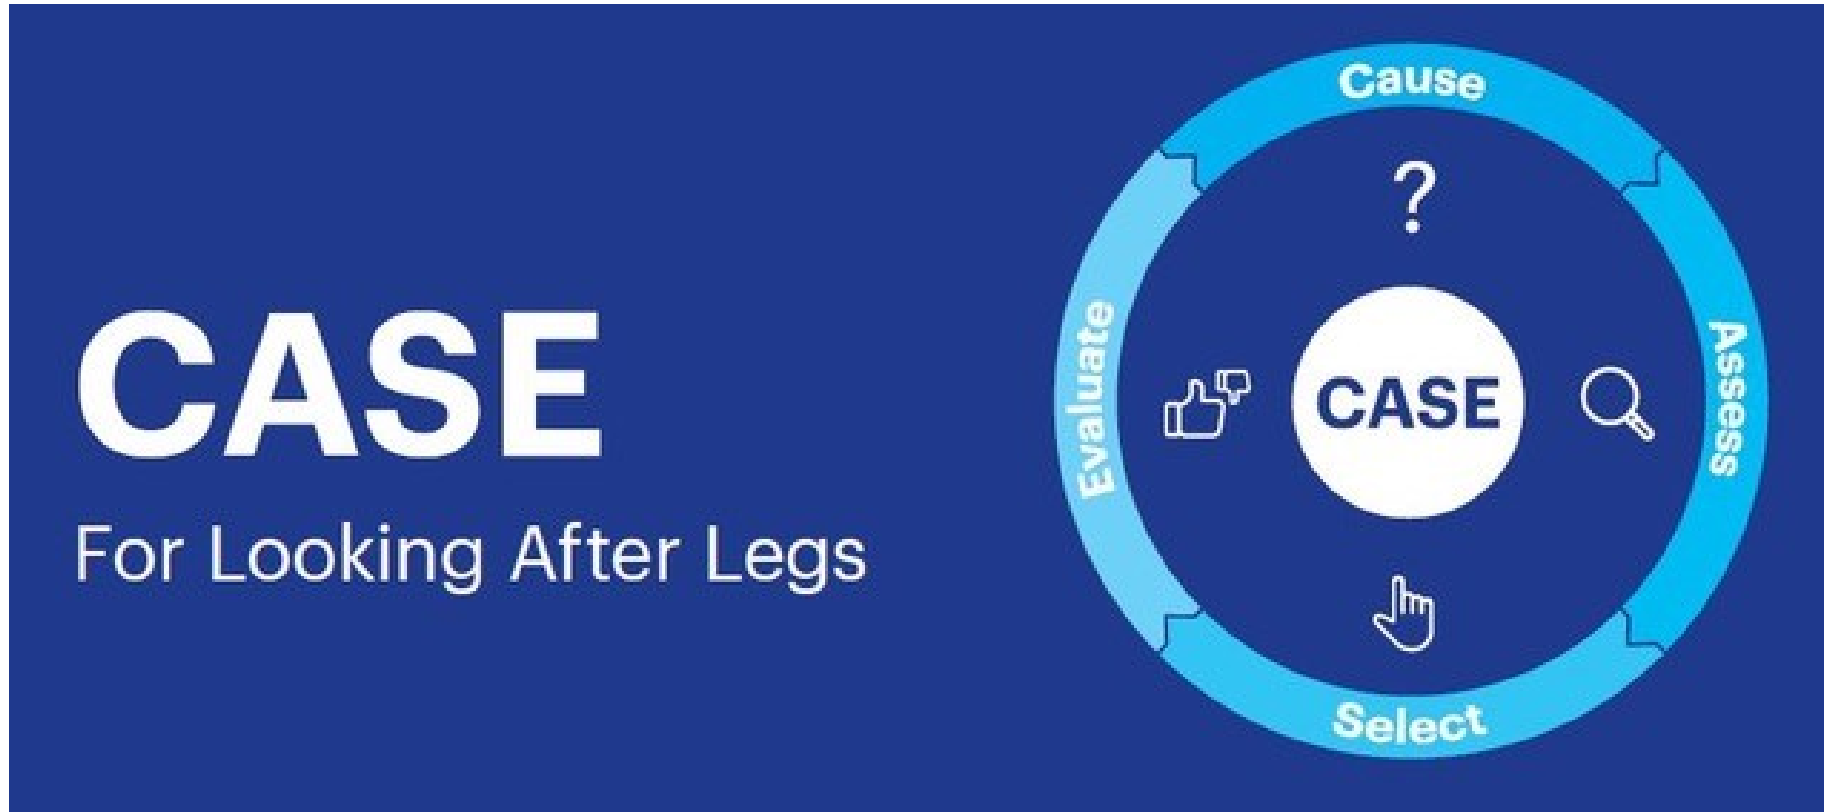 CASE
For Looking After Legs
Cause
?
Assess
CASE
Evaluate
Select